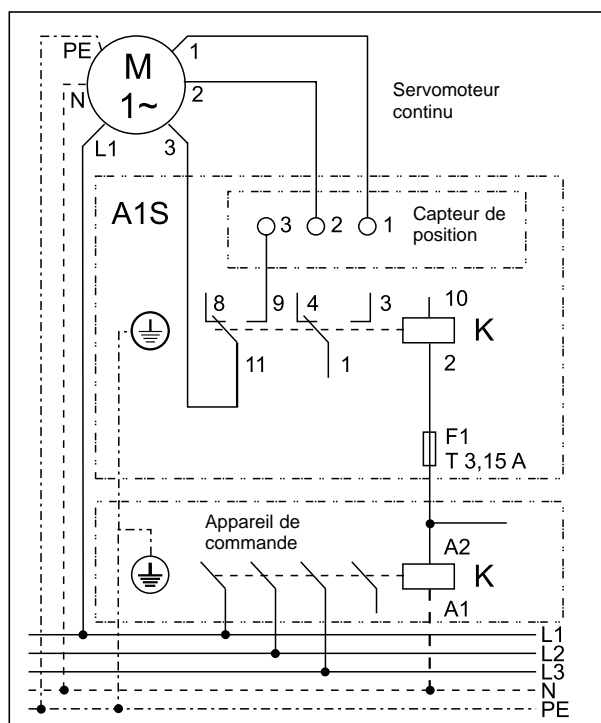 PE
1
M
1~
N
2
L1
3
Servomoteur
continu
A1S
3
2
1
Capteur de
position
8
9
4
3
10
K
11
1
2
F1
T 3,15 A
Appareil de
commande
A2
K
A1
L1
L2
L3
N
PE